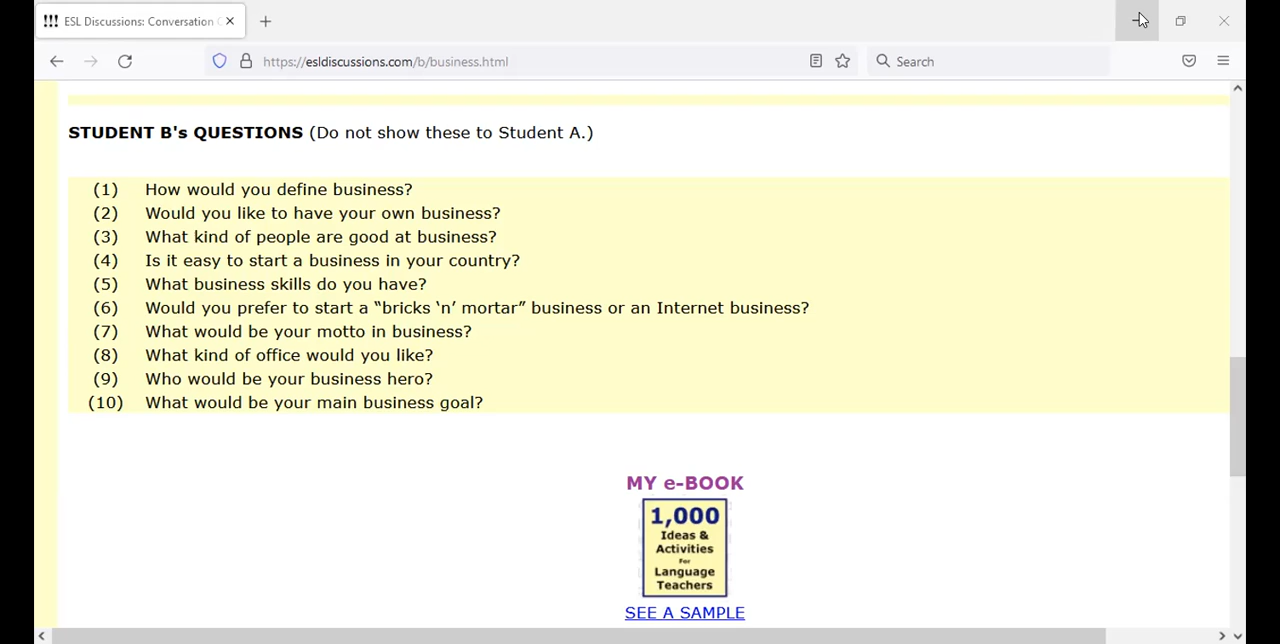 !!! ESL Discussions: Conversation
https://esldiscussions.com/b/business.html
Search
STUDENT B's QUESTIONS (Do not show these to Student A.)
(1) How would you define business?
(2) Would you like to have your own business?
(3) What kind of people are good at business?
(4) Is it easy to start a business in your country?
(5) What business skills do you have?
(6) Would you prefer to start a “bricks ‘n’ mortar” business or an Internet business?
(7) What would be your motto in business?
(8) What kind of office would you like?
(9) Who would be your business hero?
(10) What would be your main business goal?
MY e-BOOK
1,000
Ideas &
Activities
For
Language
Teachers
SEE A SAMPLE